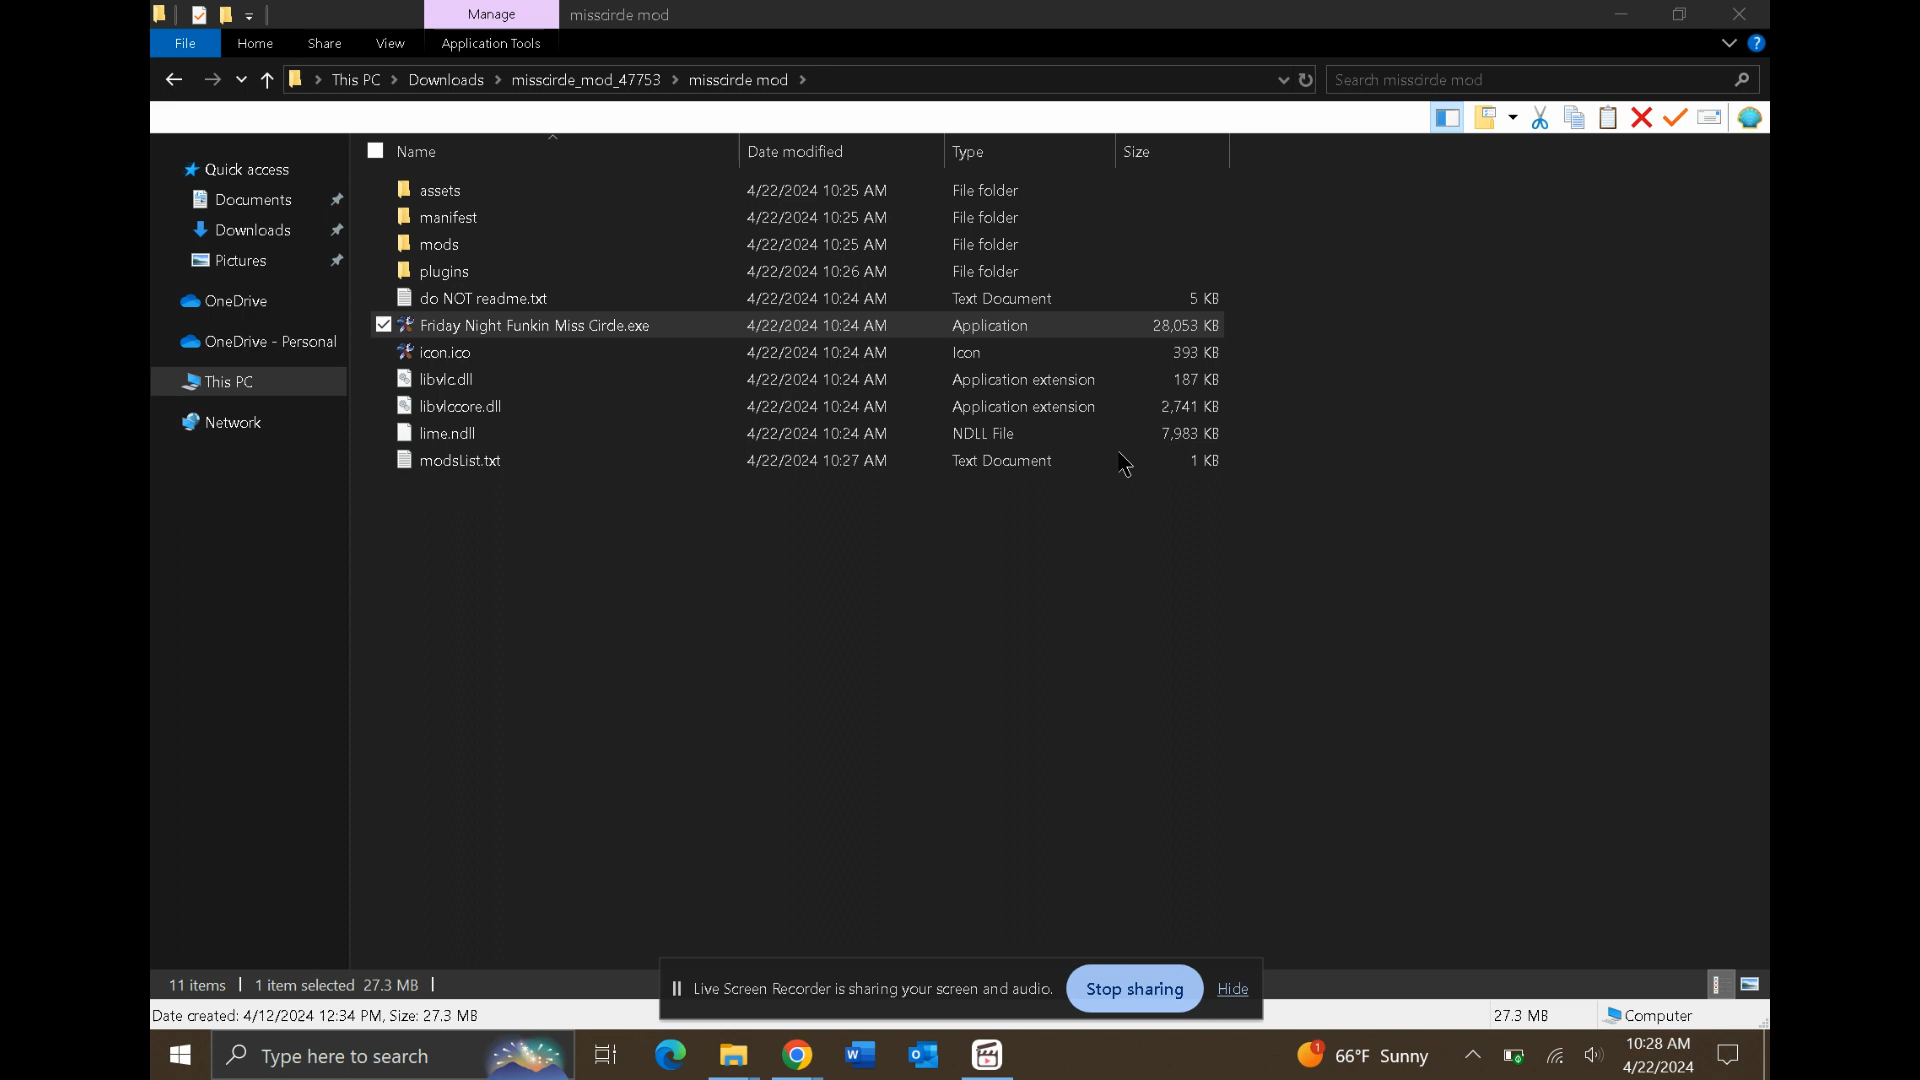 Manage
misscircle mod
File
Home
Share
View
Application Tools
This PC
Downloads
misscircle_mod_47753
misscircle mod
Search misscircle mod
Name
Date modified
Type
Size
Quick access
Documents
Downloads
Pictures
OneDrive
OneDrive - Personal
This PC
Network
assets 4/22/2024 10:25 AM File folder
manifest 4/22/2024 10:25 AM File folder
mods 4/22/2024 10:25 AM File folder
plugins 4/22/2024 10:26 AM File folder
do NOT readme.txt 4/22/2024 10:24 AM Text Document 5 KB
Friday Night Funkin Miss Circle.exe 4/22/2024 10:24 AM Application 28,053 KB
icon.ico 4/22/2024 10:24 AM Icon 393 KB
libvlc.dll 4/22/2024 10:24 AM Application extension 187 KB
libvlccore.dll 4/22/2024 10:24 AM Application extension 2,741 KB
lime.ndll 4/22/2024 10:24 AM NDLL File 7,983 KB
modsList.txt 4/22/2024 10:27 AM Text Document 1 KB
11 items
1 item selected 27.3 MB
Live Screen Recorder is sharing your screen and audio.
Stop sharing
Hide
Date created: 4/12/2024 12:34 PM, Size: 27.3 MB
27.3 MB
Computer
Type here to search
1
66°F Sunny
10:28 AM
4/22/2024